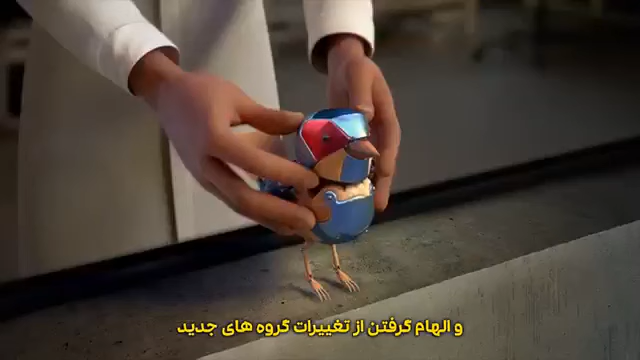 و الهام گرفتن از تغییرات گروه های جدید